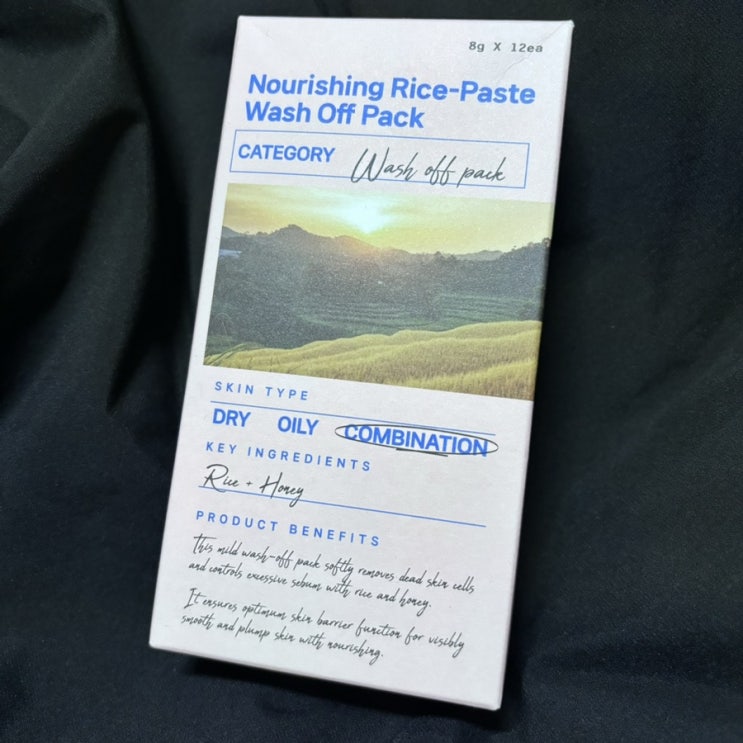 8g X 12ea
Nourishing Rice-Paste
Wash Off Pack
CATEGORY Wash off pack
SKIN TYPE
DRY OILY COMBINATION
KEY INGREDIENTS
Rice + Honey
PRODUCT BENEFITS
This mild wash-off pack softly removes dead skin cells
and controls excessive sebum with rice and honey.
It ensures optimum skin barrier function for visibly
smooth and plump skin with nourishing.